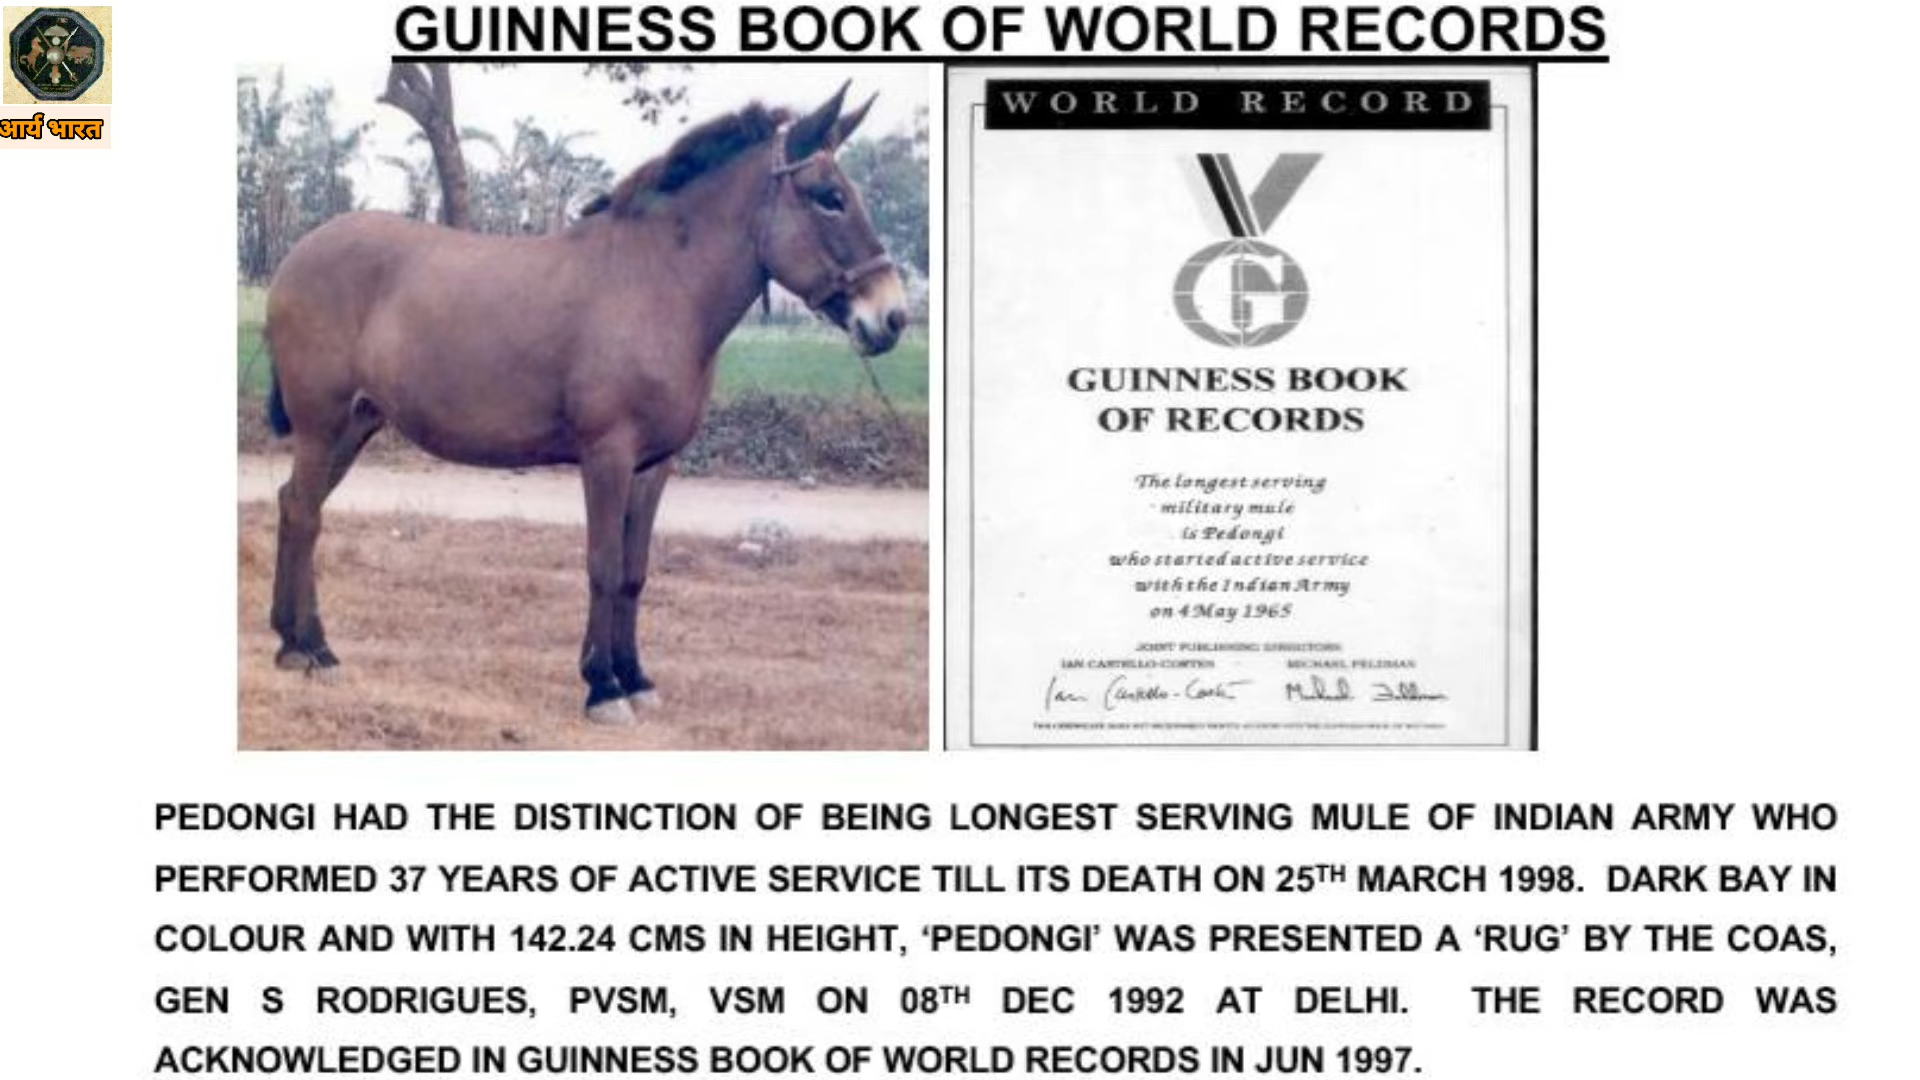 GUINNESS BOOK OF WORLD RECORDS
आर्य भारत
WORLD RECORD
G
GUINNESS BOOK
OF RECORDS
The longest serving
military mule
is Pedongi
who started active service
with the Indian Army
on 4 May 1965
JOINT PUBLISHING DIRECTORS
IAN CASTELLO-CORTES MICHAEL FELDMAN
PEDONGI HAD THE DISTINCTION OF BEING LONGEST SERVING MULE OF INDIAN ARMY WHO
PERFORMED 37 YEARS OF ACTIVE SERVICE TILL ITS DEATH ON 25TH MARCH 1998. DARK BAY IN
COLOUR AND WITH 142.24 CMS IN HEIGHT, ‘PEDONGI’ WAS PRESENTED A ‘RUG’ BY THE COAS,
GEN S RODRIGUES, PVSM, VSM ON 08TH DEC 1992 AT DELHI. THE RECORD WAS
ACKNOWLEDGED IN GUINNESS BOOK OF WORLD RECORDS IN JUN 1997.